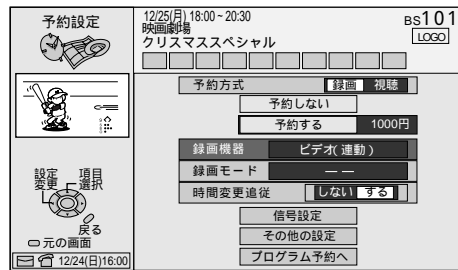 予約設定
設定
変更
項目
選択
戻る
元の画面
12/24(日)16:00
12/25(月) 18:00~20:30
映画劇場
クリスマススペシャル
BS101
LOGO
予約方式 録画 視聴
予約しない
予約する 1000円
録画機器 ビデオ(連動)
録画モード ――
時間変更追従 しない する
信号設定
その他の設定
プログラム予約へ